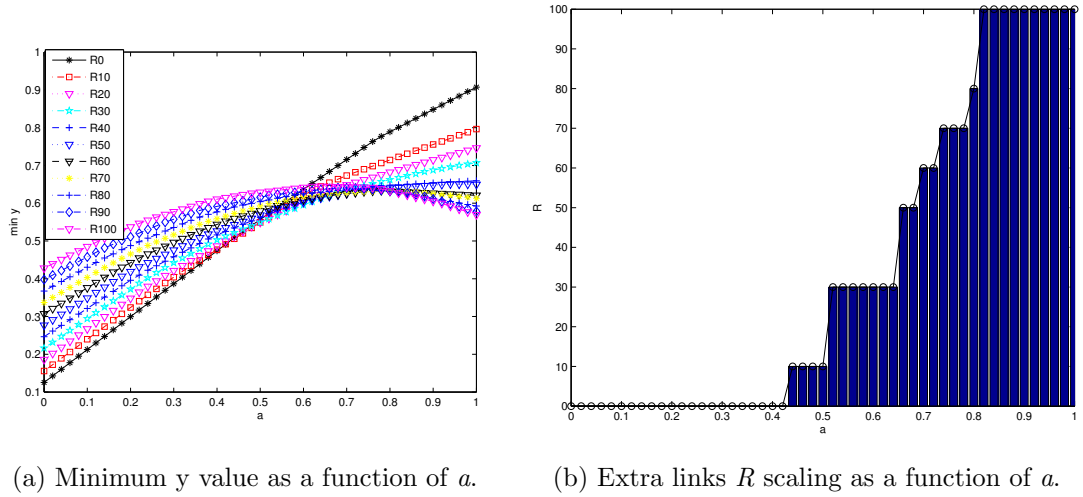 1
0.9
0.8
0.7
0.6
0.5
0.4
0.3
0.2
0.1
min y
R0
R10
R20
R30
R40
R50
R60
R70
R80
R90
R100
0 0.1 0.2 0.3 0.4 0.5 0.6 0.7 0.8 0.9 1
a
(a) Minimum y value as a function of a.
100
90
80
70
60
50
40
30
20
10
0
R
0 0.1 0.2 0.3 0.4 0.5 0.6 0.7 0.8 0.9 1
a
(b) Extra links R scaling as a function of a.